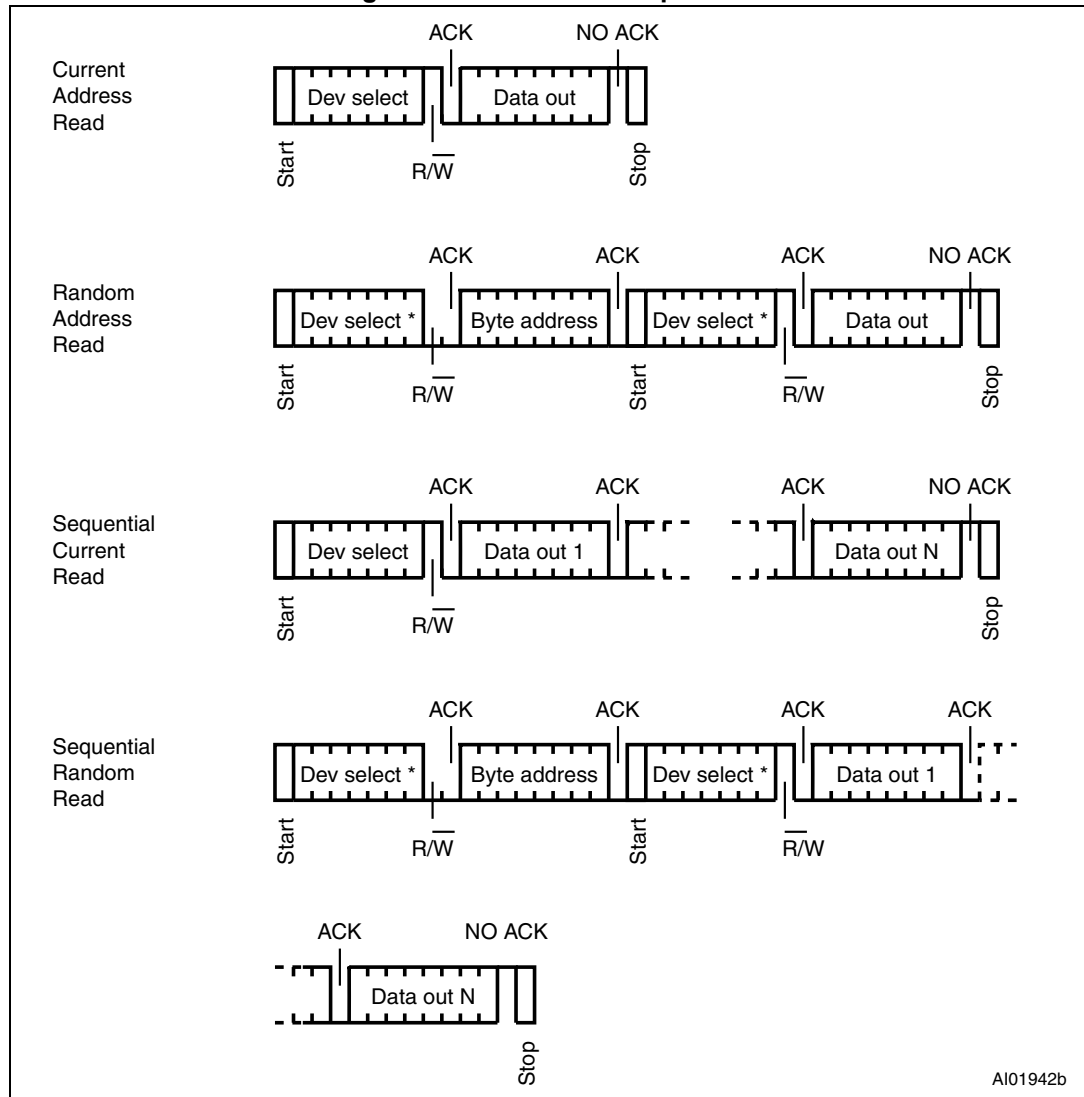 ACK NO ACK
Current
Address
Read
Dev select Data out
Start R/W̅ Stop
ACK ACK ACK NO ACK
Random
Address
Read
Dev select * Byte address Dev select * Data out
Start R/W̅ Start R̅/W Stop
ACK ACK ACK NO ACK
Sequential
Current
Read
Dev select Data out 1 Data out N
Start R/W̅ Stop
ACK ACK ACK ACK
Sequential
Random
Read
Dev select * Byte address Dev select * Data out 1
Start R/W̅ Start R̅/W
ACK NO ACK
Data out N
Stop
AI01942b